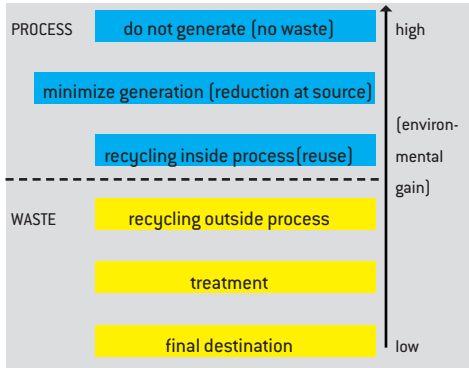 PROCESS
do not generate (no waste)
high
minimize generation (reduction at source)
(environ-
mental
gain)
recycling inside process(reuse)
WASTE
recycling outside process
treatment
final destination
low